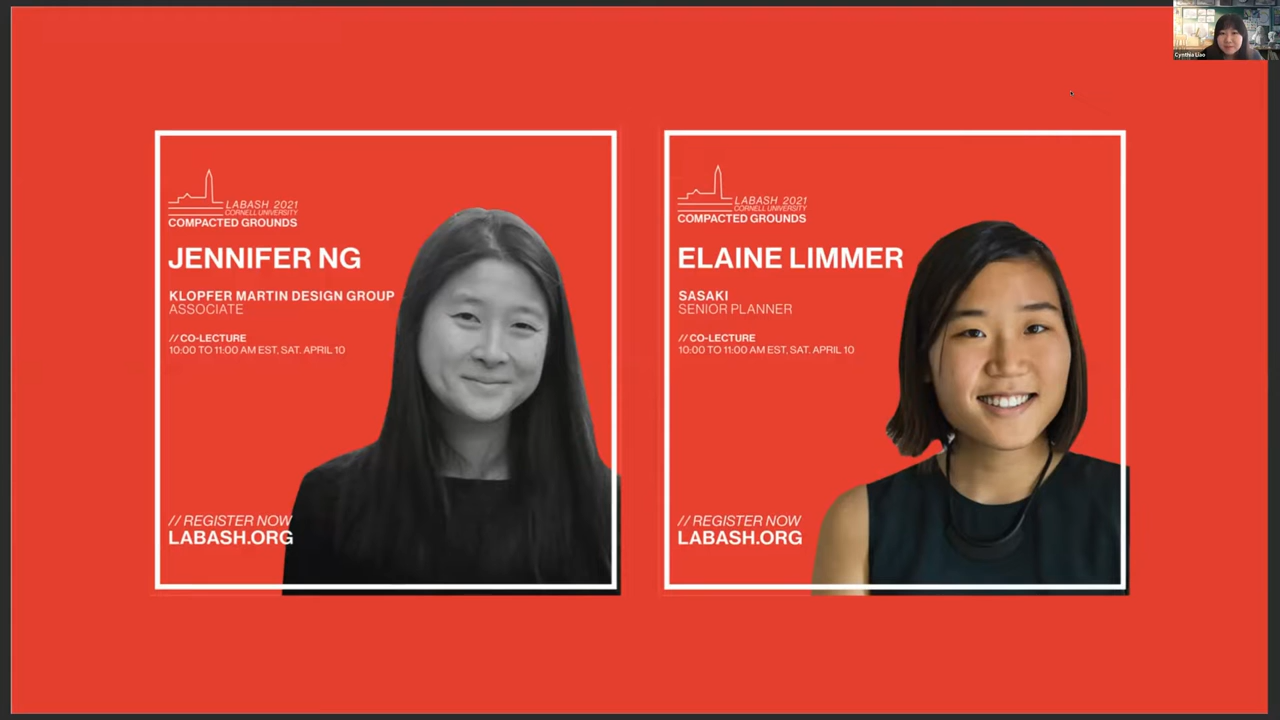 Cynthia Liao
LABASH 2021
CORNELL UNIVERSITY
COMPACTED GROUNDS
JENNIFER NG
KLOPFER MARTIN DESIGN GROUP
ASSOCIATE
// CO-LECTURE
10:00 TO 11:00 AM EST, SAT. APRIL 10
// REGISTER NOW
LABASH.ORG
LABASH 2021
CORNELL UNIVERSITY
COMPACTED GROUNDS
ELAINE LIMMER
SASAKI
SENIOR PLANNER
// CO-LECTURE
10:00 TO 11:00 AM EST, SAT. APRIL 10
// REGISTER NOW
LABASH.ORG